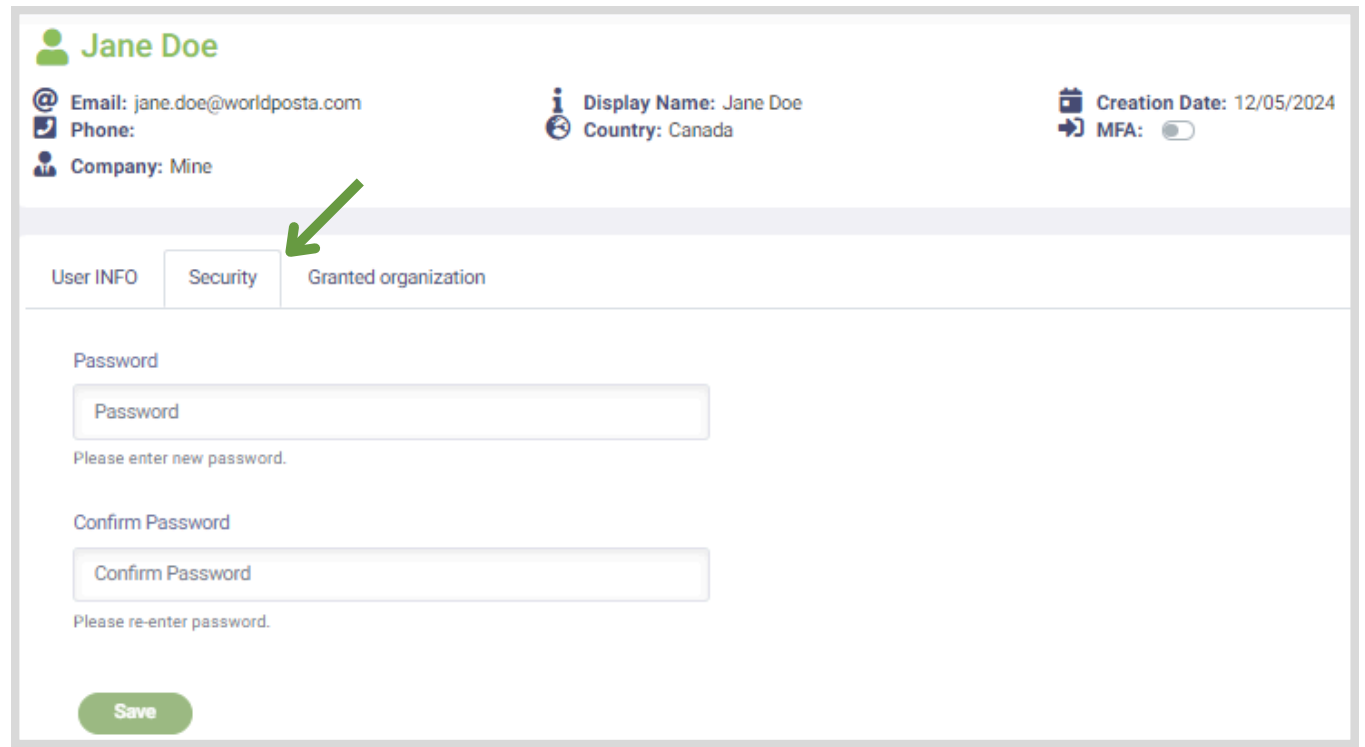 Jane Doe
Email: jane.doe@worldposta.com
Display Name: Jane Doe
Creation Date: 12/05/2024
Phone:
Country: Canada
MFA:
Company: Mine
User INFO
Security
Granted organization
Password
Password
Please enter new password.
Confirm Password
Confirm Password
Please re-enter password.
Save